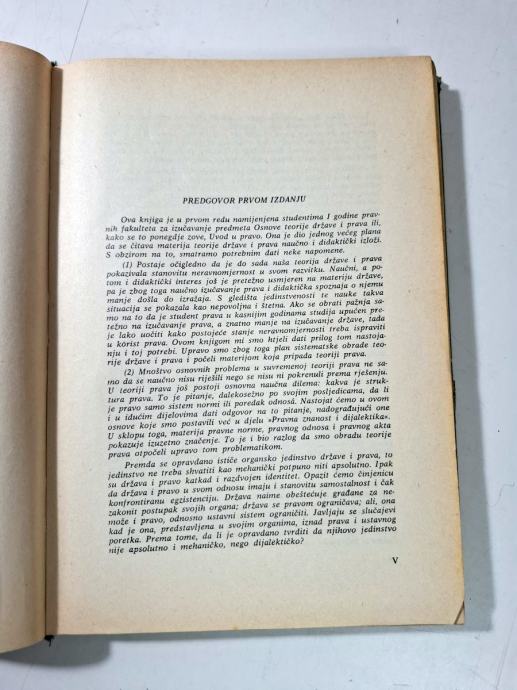 PREDGOVOR PRVOM IZDANJU
Ova knjiga je u prvom redu namijenjena studentima I godine prav-
nih fakulteta za izučavanje predmeta Osnove teorije države i prava ili,
kako se to ponegdje zove, Uvod u pravo. Ona je dio jednog većeg plana
da se čitava materija teorije države i prava naučno i didaktički izloži.
S obzirom na to, smatramo potrebnim dati neke napomene.
(1) Postaje očigledno da je do sada naša teorija držav̌e i prava
pokazivala stanovitu neravnomjernost u svom razvitku. Naučni, a po-
tom i didaktički interes još je pretežno usmjeren na materiju države,
pa je zbog toga naučno izučavanje prava i didaktička spoznaja o njemu
manje došla do izražaja. S gledišta jedinstvenosti te nauke takva
situacija se pokazala kao nepovoljna i štetna. Ako se obrati pažnja sa-
mo na to da je student prava u kasnijim godinama studija upućen pre-
težno na izučavanje prava, a znatno manje na izučavanje države, tada
je lako uočiti kako postojeće stanje neravnomjernosti treba ispraviti
u korist prava. Ovom knjigom mi smo htjeli dati prilog tom nastoja-
nju i toj potrebi. Upravo smo zbog toga plan sistematske obrade teo-
rije države i prava i počeli materijom koja pripada teoriji prava.
(2) Mnoštvo osnovnih problema u suvremenoj teoriji prava ne sa-
mo da se naučno nisu riješili nego se nisu ni pokrenuli prema rješenju.
U teoriji prava još postoji osnovna naučna dilema: kakva je struk-
tura prava. To je pitanje, dalekosežno po svojim posljedicama, da li
je pravo samo sistem normi ili poredak odnosâ. Nastojat ćemo u ovom
i u idućim dijelovima dati odgovor na to pitanje, nadograđujući one
osnove koje smo postavili već u djelu »Pravna znanost i dijalektika«.
U sklopu toga, materija pravne norme, pravnog odnosa i pravnog akta
pokazuje izuzetno značenje. To je i bio razlog da smo obradu teorije
prava otpočeli upravo tom problematikom.
Premda se opravdano ističe organsko jedinstvo države i prava, to
jedinstvo ne treba shvatiti kao mehanički potpuno niti apsolutno. Ipak
su država i pravo katkad i razdvojen identitet. Opazit ćemo činjenicu
da država i pravo u svom odnosu imaju i stanovitu samostalnost i čak
konfrontiranu egzistenciju. Država naime obeštećuje građane za ne-
zakonit postupak svojih organa; država se pravom ograničava; ali, ona
može i pravo, odnosno ustavni sistem ograničiti. Javljaju se slučajevi
kad je ona, predstavljena u svojim organima, iznad prava i ustavnog
poretka. Prema tome, da li je opravdano tvrditi da njihovo jedinstvo
nije apsolutno i mehaničko, nego dijalektičko?
V